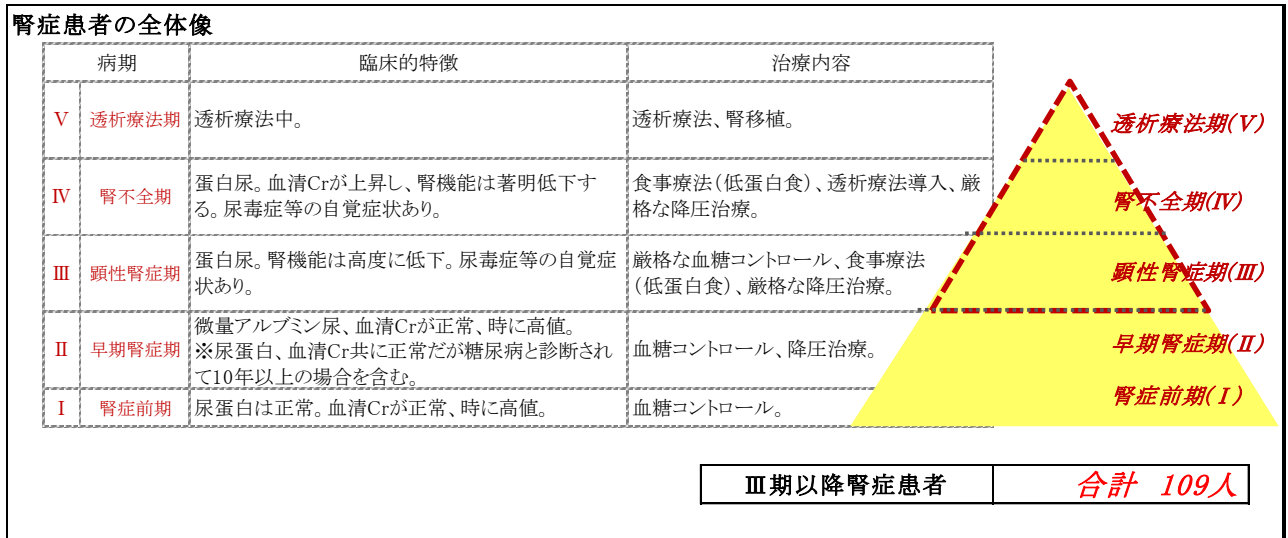 腎症患者の全体像
病期 臨床的特徴 治療内容
Ⅴ 透析療法期 透析療法中。 透析療法、腎移植。
Ⅳ 腎不全期 蛋白尿。血清Crが上昇し、腎機能は著明低下す
る。尿毒症等の自覚症状あり。
食事療法(低蛋白食)、透析療法導入、厳
格な降圧治療。
Ⅲ 顕性腎症期 蛋白尿。腎機能は高度に低下。尿毒症等の自覚症
状あり。
厳格な血糖コントロール、食事療法
(低蛋白食)、厳格な降圧治療。
Ⅱ 早期腎症期 微量アルブミン尿、血清Crが正常、時に高値。
※尿蛋白、血清Cr共に正常だが糖尿病と診断され
て10年以上の場合を含む。
血糖コントロール、降圧治療。
Ⅰ 腎症前期 尿蛋白は正常。血清Crが正常、時に高値。 血糖コントロール。
透析療法期(Ⅴ)
腎不全期(Ⅳ)
顕性腎症期(Ⅲ)
早期腎症期(Ⅱ)
腎症前期(Ⅰ)
Ⅲ期以降腎症患者 合計 109人